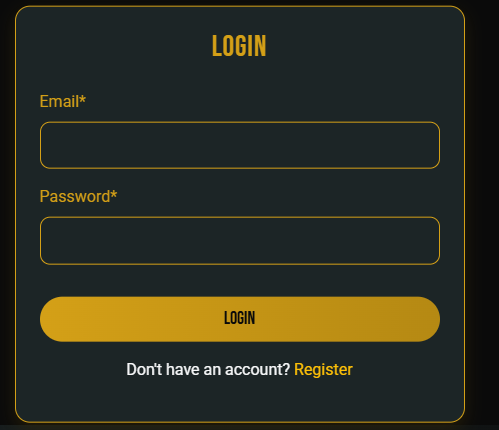 LOGIN
Email*
Password*
LOGIN
Don't have an account? Register